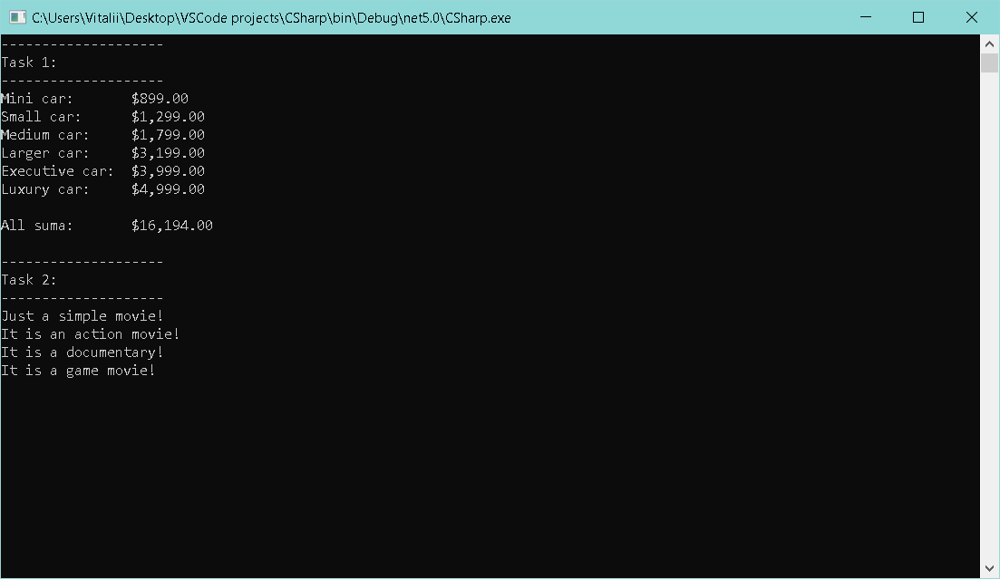 C:\Users\Vitalii\Desktop\VSCode projects\CSharp\bin\Debug\net5.0\CSharp.exe
--------------------
Task 1:
--------------------
Mini car:       $899.00
Small car:      $1,299.00
Medium car:     $1,799.00
Larger car:     $3,199.00
Executive car:  $3,999.00
Luxury car:     $4,999.00
All suma:       $16,194.00
--------------------
Task 2:
--------------------
Just a simple movie!
It is an action movie!
It is a documentary!
It is a game movie!